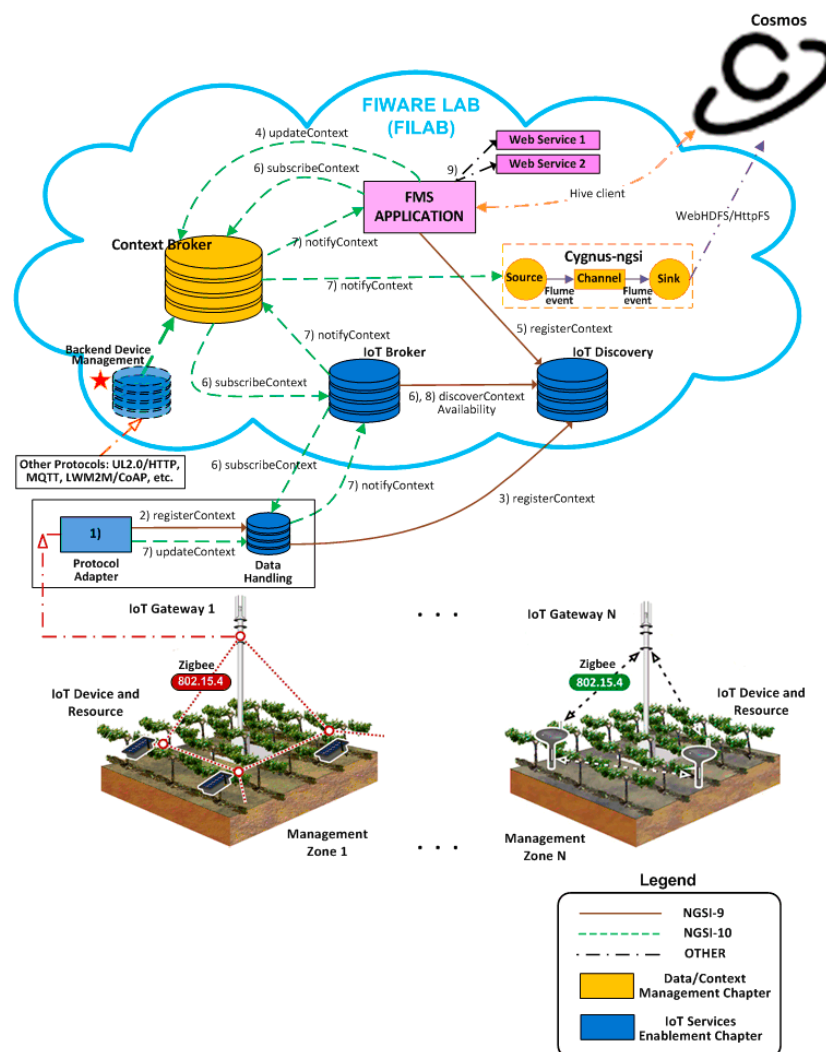 Cosmos
FIWARE LAB
(FILAB)
4) updateContext
9)
Web Service 1
Web Service 2
6) subscribeContext
FMS
APPLICATION
Hive client
WebHDFS/HttpFS
Context Broker
7) notifyContext
Cygnus-ngsi
Source
Channel
Sink
Flume
event
Flume
event
7) notifyContext
7) notifyContext
5) registerContext
Backend Device
Management
IoT Broker
IoT Discovery
6) subscribeContext
6, 8) discoverContext
Availability
Other Protocols: UL2.0/HTTP,
MQTT, LWM2M/CoAP, etc.
6) subscribeContext
7) notifyContext
3) registerContext
1)
2) registerContext
7) updateContext
Protocol
Adapter
Data
Handling
IoT Gateway 1
. . .
IoT Gateway N
Zigbee
802.15.4
Zigbee
802.15.4
IoT Device and
Resource
IoT Device and
Resource
Management
Zone 1
. . .
Management
Zone N
Legend
NGSI-9
NGSI-10
OTHER
Data/Context
Management Chapter
IoT Services
Enablement Chapter